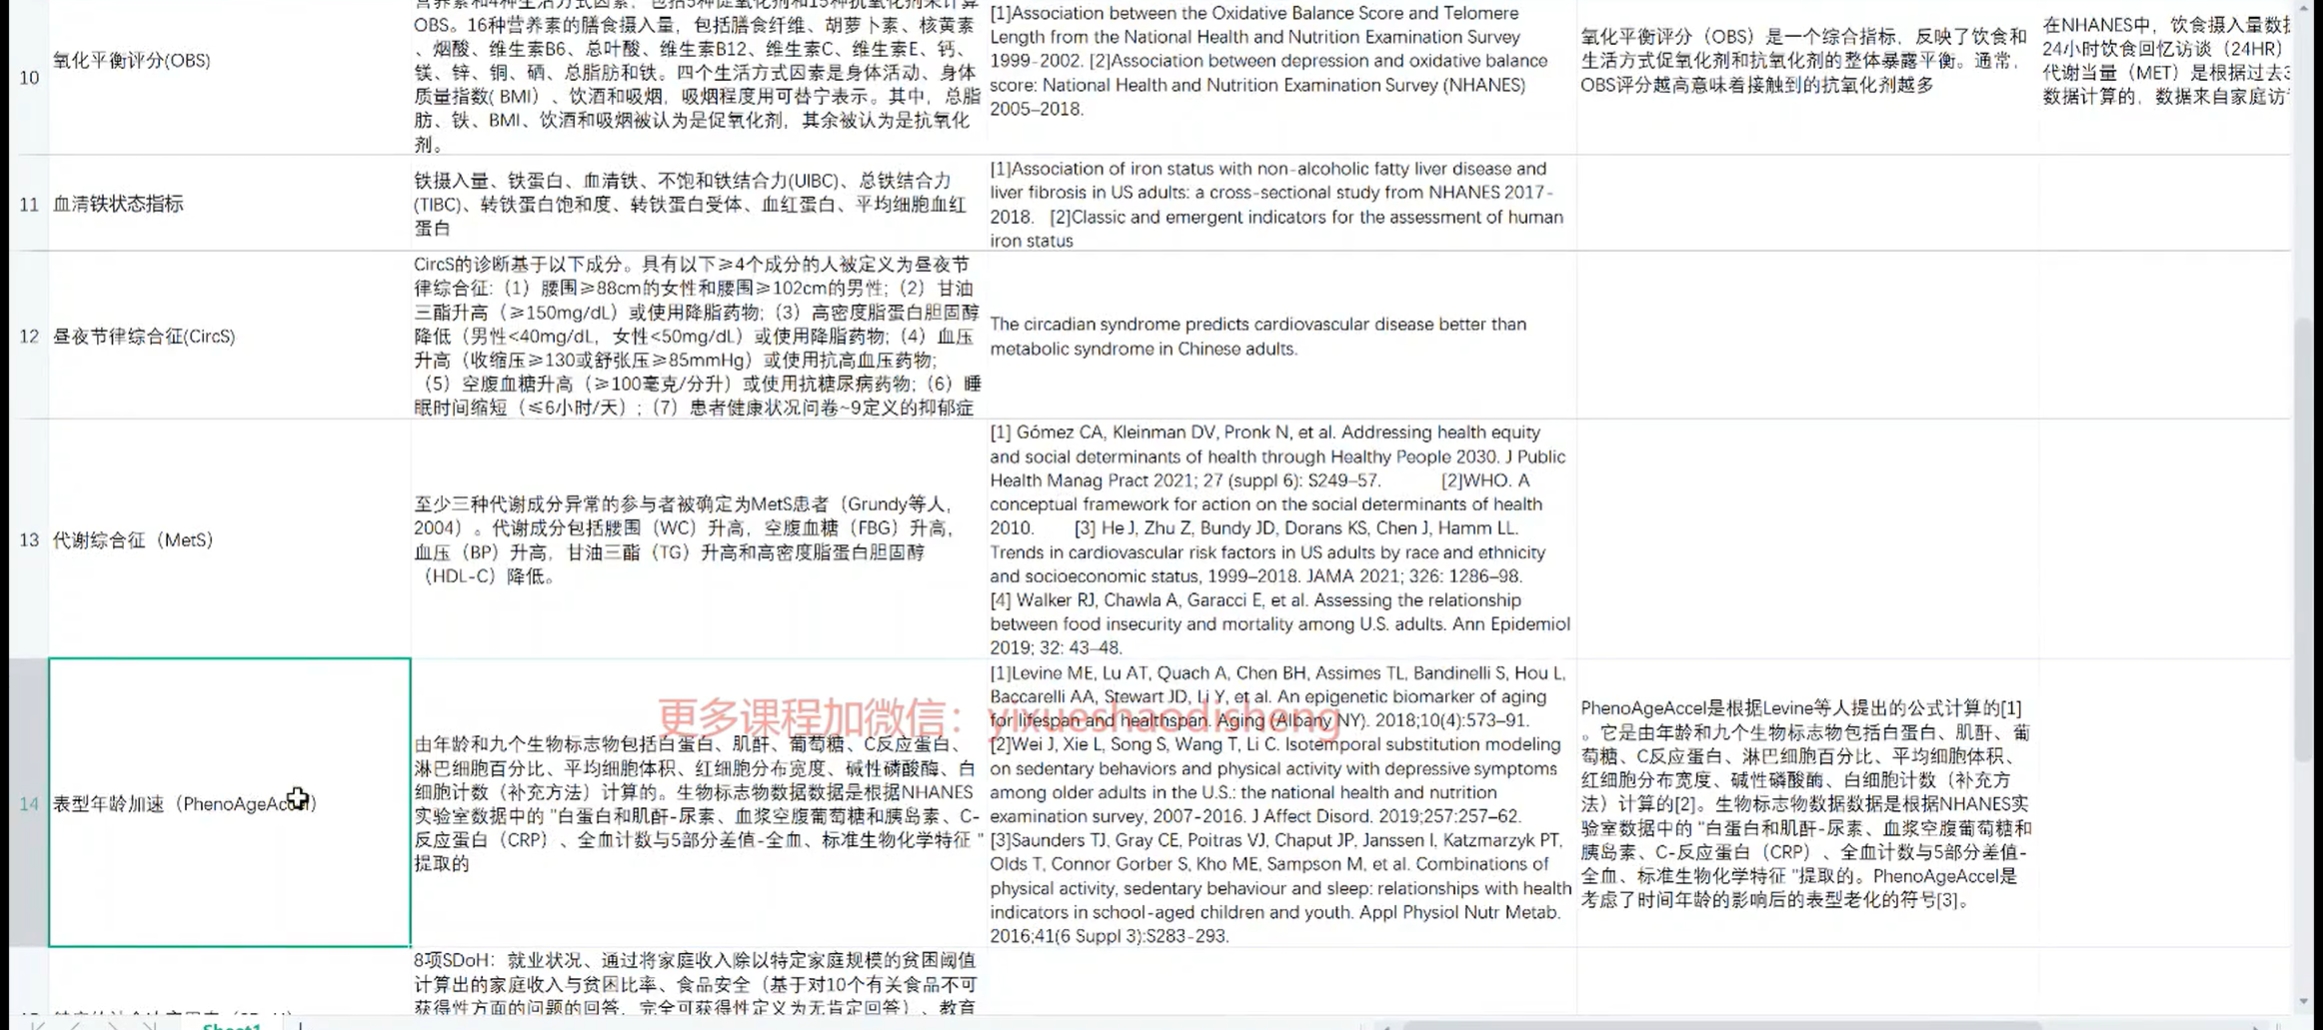 10
氧化平衡评分(OBS)
OBS。16种营养素的膳食摄入量，包括膳食纤维、胡萝卜素、核黄素
、烟酸、维生素B6、总叶酸、维生素B12、维生素C、维生素E、钙、
镁、锌、铜、硒、总脂肪和铁。四个生活方式因素是身体活动、身体
质量指数( BMI）、饮酒和吸烟，吸烟程度用可替宁表示。其中，总脂
肪、铁、BMI、饮酒和吸烟被认为是促氧化剂，其余被认为是抗氧化
剂。
[1]Association between the Oxidative Balance Score and Telomere
Length from the National Health and Nutrition Examination Survey
1999-2002. [2]Association between depression and oxidative balance
score: National Health and Nutrition Examination Survey (NHANES)
2005–2018.
氧化平衡评分（OBS）是一个综合指标，反映了饮食和
生活方式促氧化剂和抗氧化剂的整体暴露平衡。通常，
OBS评分越高意味着接触到的抗氧化剂越多
在NHANES中，饮食摄入量数据
24小时饮食回忆访谈（24HR）
代谢当量（MET）是根据过去3
数据计算的，数据来自家庭访
11
血清铁状态指标
铁摄入量、铁蛋白、血清铁、不饱和铁结合力(UIBC)、总铁结合力
(TIBC)、转铁蛋白饱和度、转铁蛋白受体、血红蛋白、平均细胞血红
蛋白
[1]Association of iron status with non-alcoholic fatty liver disease and
liver fibrosis in US adults: a cross-sectional study from NHANES 2017-
2018. [2]Classic and emergent indicators for the assessment of human
iron status
12
昼夜节律综合征(CircS)
CircS的诊断基于以下成分。具有以下≥4个成分的人被定义为昼夜节
律综合征:（1）腰围≥88cm的女性和腰围≥102cm的男性;（2）甘油
三酯升高（≥150mg/dL）或使用降脂药物;（3）高密度脂蛋白胆固醇
降低（男性<40mg/dL，女性<50mg/dL）或使用降脂药物;（4）血压
升高（收缩压≥130或舒张压≥85mmHg）或使用抗高血压药物;
（5）空腹血糖升高（≥100毫克/分升）或使用抗糖尿病药物;（6）睡
眠时间缩短（≤6小时/天）;（7）患者健康状况问卷~9定义的抑郁症
The circadian syndrome predicts cardiovascular disease better than
metabolic syndrome in Chinese adults.
13
代谢综合征（MetS）
至少三种代谢成分异常的参与者被确定为MetS患者（Grundy等人，
2004）。代谢成分包括腰围（WC）升高，空腹血糖（FBG）升高，
血压（BP）升高，甘油三酯（TG）升高和高密度脂蛋白胆固醇
（HDL-C）降低。
[1] Gómez CA, Kleinman DV, Pronk N, et al. Addressing health equity
and social determinants of health through Healthy People 2030. J Public
Health Manag Pract 2021; 27 (suppl 6): S249–57. [2]WHO. A
conceptual framework for action on the social determinants of health
2010. [3] He J, Zhu Z, Bundy JD, Dorans KS, Chen J, Hamm LL.
Trends in cardiovascular risk factors in US adults by race and ethnicity
and socioeconomic status, 1999–2018. JAMA 2021; 326: 1286–98.
[4] Walker RJ, Chawla A, Garacci E, et al. Assessing the relationship
between food insecurity and mortality among U.S. adults. Ann Epidemiol
2019; 32: 43–48.
14
表型年龄加速（PhenoAgeAccel）
由年龄和九个生物标志物包括白蛋白、肌酐、葡萄糖、C反应蛋白、
淋巴细胞百分比、平均细胞体积、红细胞分布宽度、碱性磷酸酶、白
细胞计数（补充方法）计算的。生物标志物数据数据是根据NHANES
实验室数据中的 "白蛋白和肌酐-尿素、血浆空腹葡萄糖和胰岛素、C-
反应蛋白（CRP）、全血计数与5部分差值-全血、标准生物化学特征 "
提取的
[1]Levine ME, Lu AT, Quach A, Chen BH, Assimes TL, Bandinelli S, Hou L,
Baccarelli AA, Stewart JD, Li Y, et al. An epigenetic biomarker of aging
for lifespan and healthspan. Aging (Albany NY). 2018;10(4):573–91.
[2]Wei J, Xie L, Song S, Wang T, Li C. Isotemporal substitution modeling
on sedentary behaviors and physical activity with depressive symptoms
among older adults in the U.S.: the national health and nutrition
examination survey, 2007-2016. J Affect Disord. 2019;257:257–62.
[3]Saunders TJ, Gray CE, Poitras VJ, Chaput JP, Janssen I, Katzmarzyk PT,
Olds T, Connor Gorber S, Kho ME, Sampson M, et al. Combinations of
physical activity, sedentary behaviour and sleep: relationships with health
indicators in school-aged children and youth. Appl Physiol Nutr Metab.
2016;41(6 Suppl 3):S283-293.
PhenoAgeAccel是根据Levine等人提出的公式计算的[1]
。它是由年龄和九个生物标志物包括白蛋白、肌酐、葡
萄糖、C反应蛋白、淋巴细胞百分比、平均细胞体积、
红细胞分布宽度、碱性磷酸酶、白细胞计数（补充方
法）计算的[2]。生物标志物数据数据是根据NHANES实
验室数据中的 "白蛋白和肌酐-尿素、血浆空腹葡萄糖和
胰岛素、C-反应蛋白（CRP）、全血计数与5部分差值-
全血、标准生物化学特征 "提取的。PhenoAgeAccel是
考虑了时间年龄的影响后的表型老化的符号[3]。
更多课程加微信：yixueshaodisheng
8项SDoH：就业状况、通过将家庭收入除以特定家庭规模的贫困阈值
计算出的家庭收入与贫困比率、食品安全（基于对10个有关食品不可
获得性方面的问题的回答，完全可获得性定义为无肯定回答）、教育
Sheet1